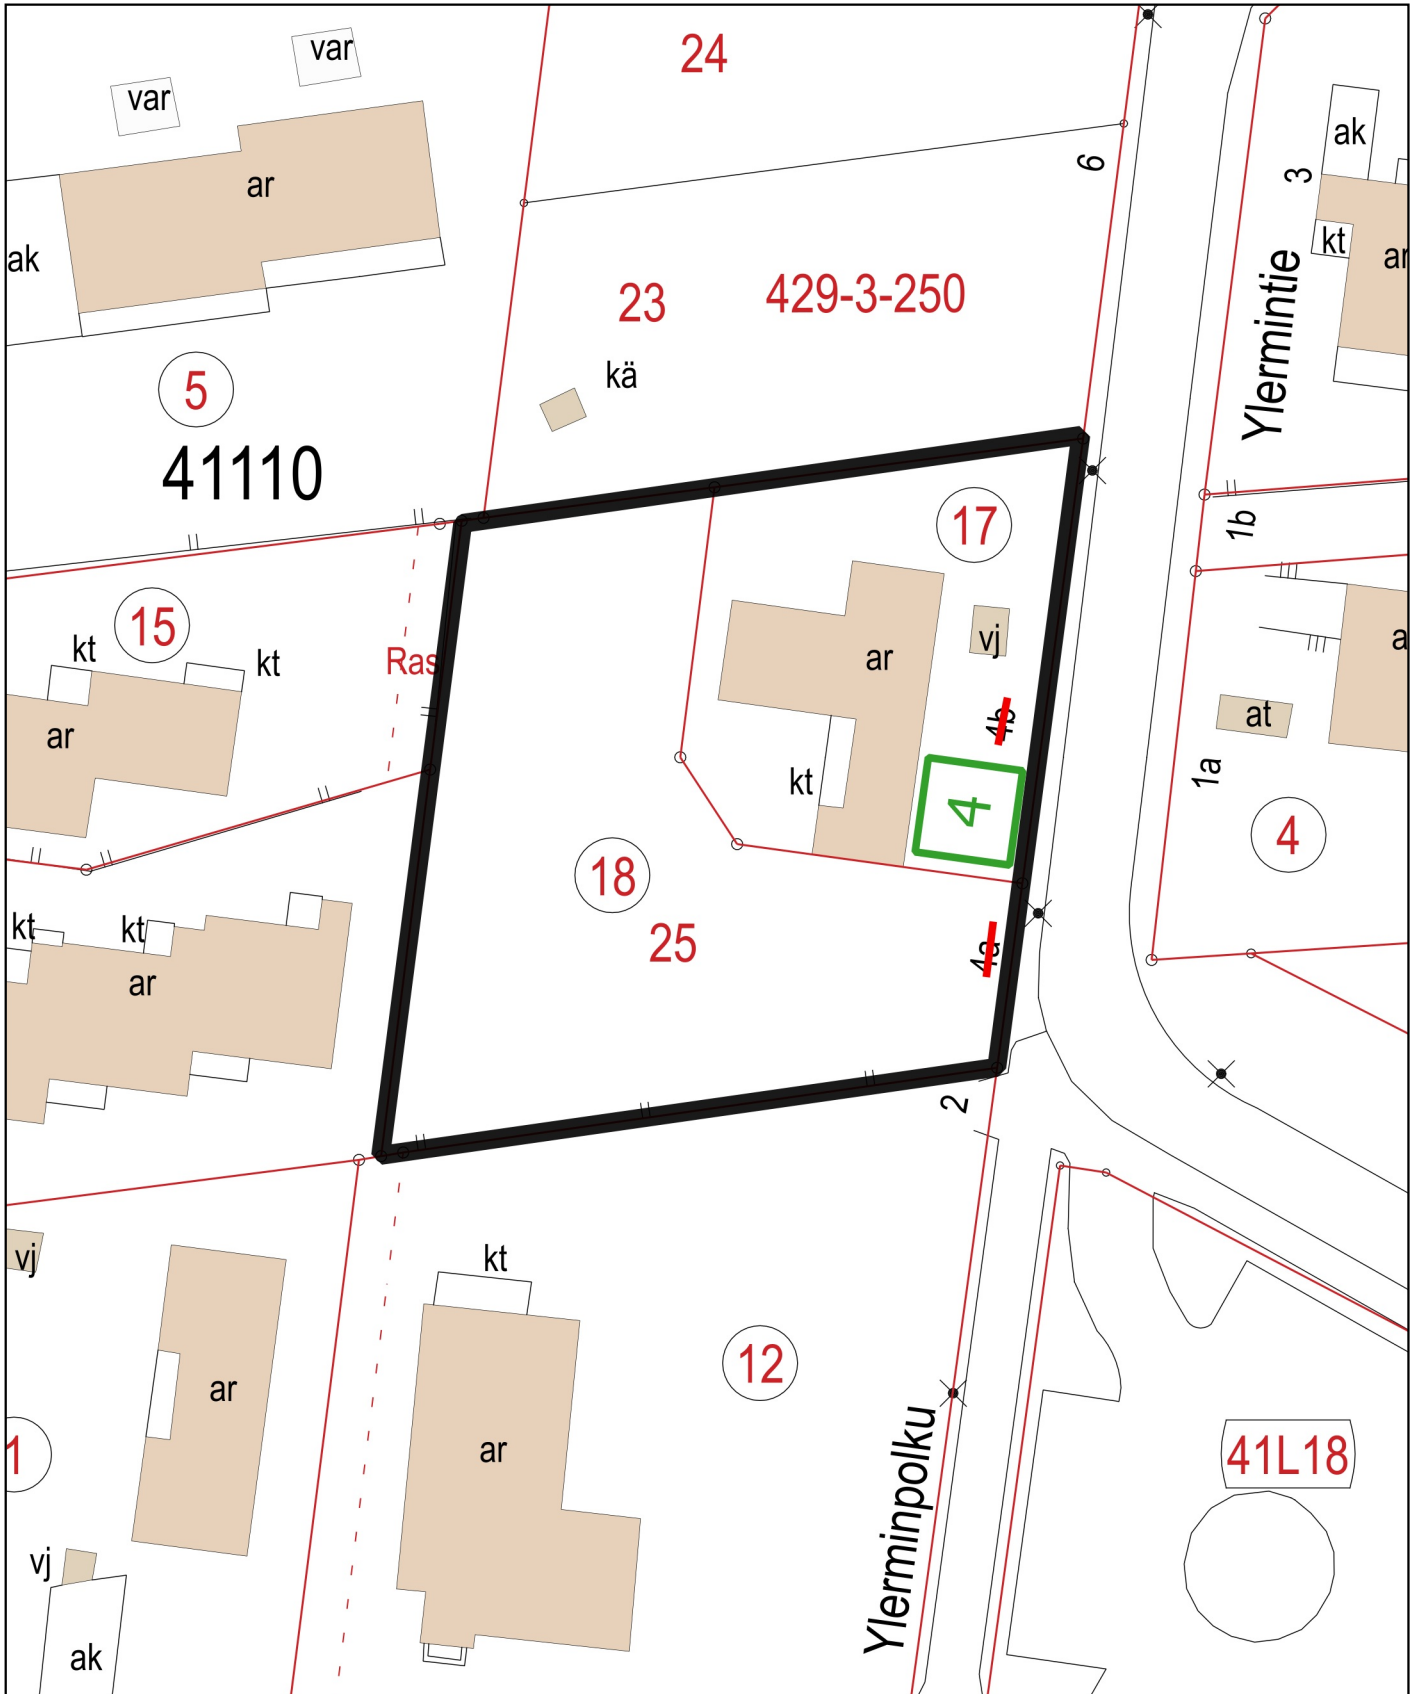 24
var
var
ak
6
3
ar
kt
ar
ak
Ylermintie
23
429-3-250
kä
5
41110
17
1b
15
kt
kt
Ras
vj
ar
ar
4b
at
1a
kt
4
4
18
25
kt
kt
ar
4a
2
vj
kt
12
ar
ar
Ylerminpolku
1
41L18
vj
ak